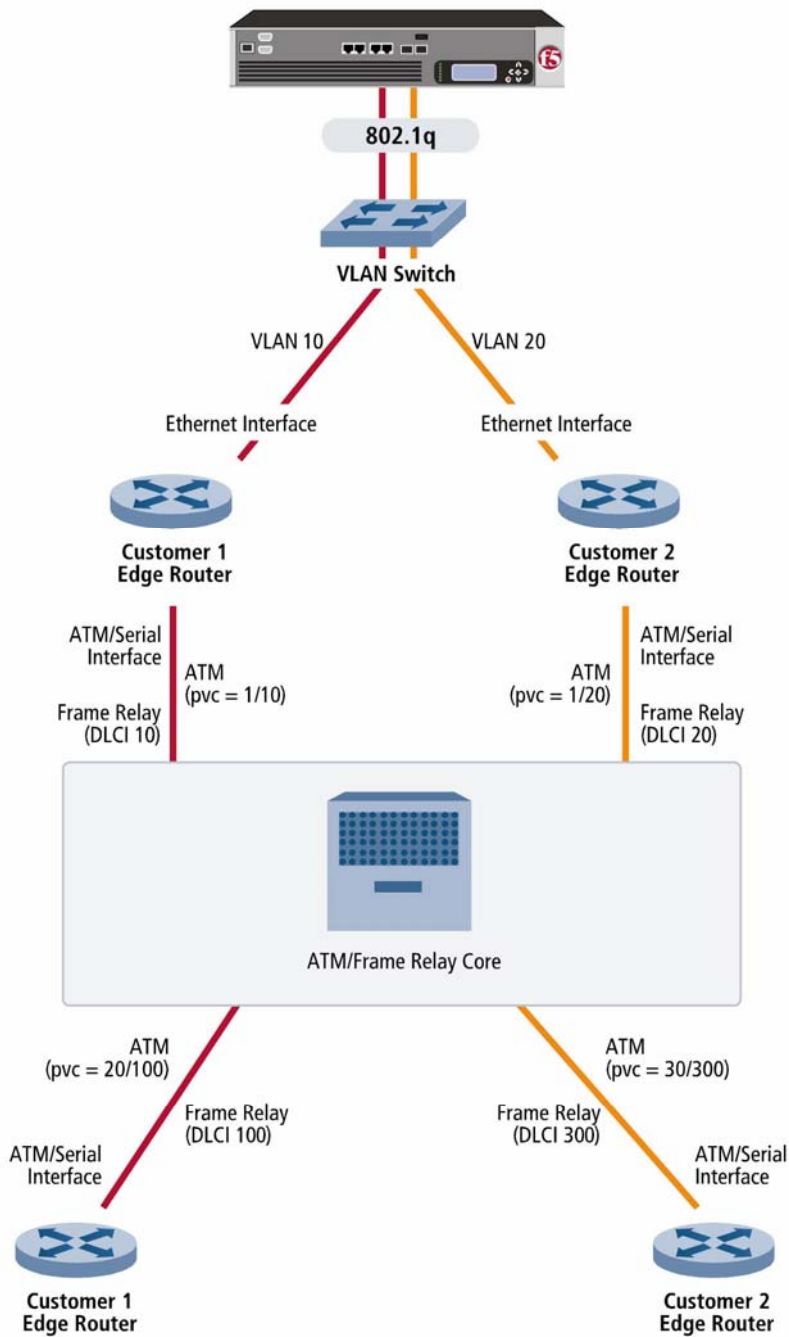 f5
802.1q
VLAN Switch
VLAN 10
VLAN 20
Ethernet Interface
Ethernet Interface
Customer 1
Edge Router
Customer 2
Edge Router
ATM/Serial
Interface
ATM
(pvc = 1/10)
Frame Relay
(DLCI 10)
ATM/Serial
Interface
ATM
(pvc = 1/20)
Frame Relay
(DLCI 20)
ATM/Frame Relay Core
ATM
(pvc = 20/100)
Frame Relay
(DLCI 100)
ATM/Serial
Interface
ATM
(pvc = 30/300)
Frame Relay
(DLCI 300)
ATM/Serial
Interface
Customer 1
Edge Router
Customer 2
Edge Router